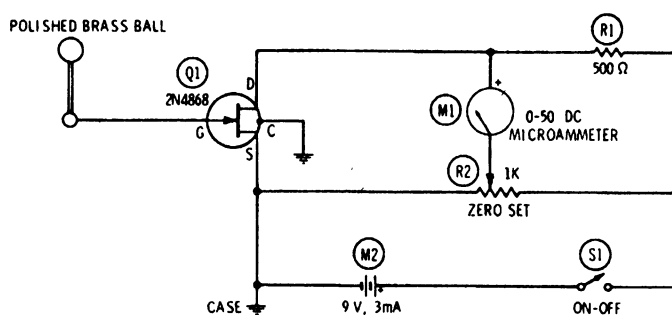 POLISHED BRASS BALL
R1
500 Ω
Q1
2N4868
D
G
C
S
+
M1
0-50 DC
MICROAMMETER
R2
1K
ZERO SET
M2
+
9 V, 3mA
S1
ON-OFF
CASE